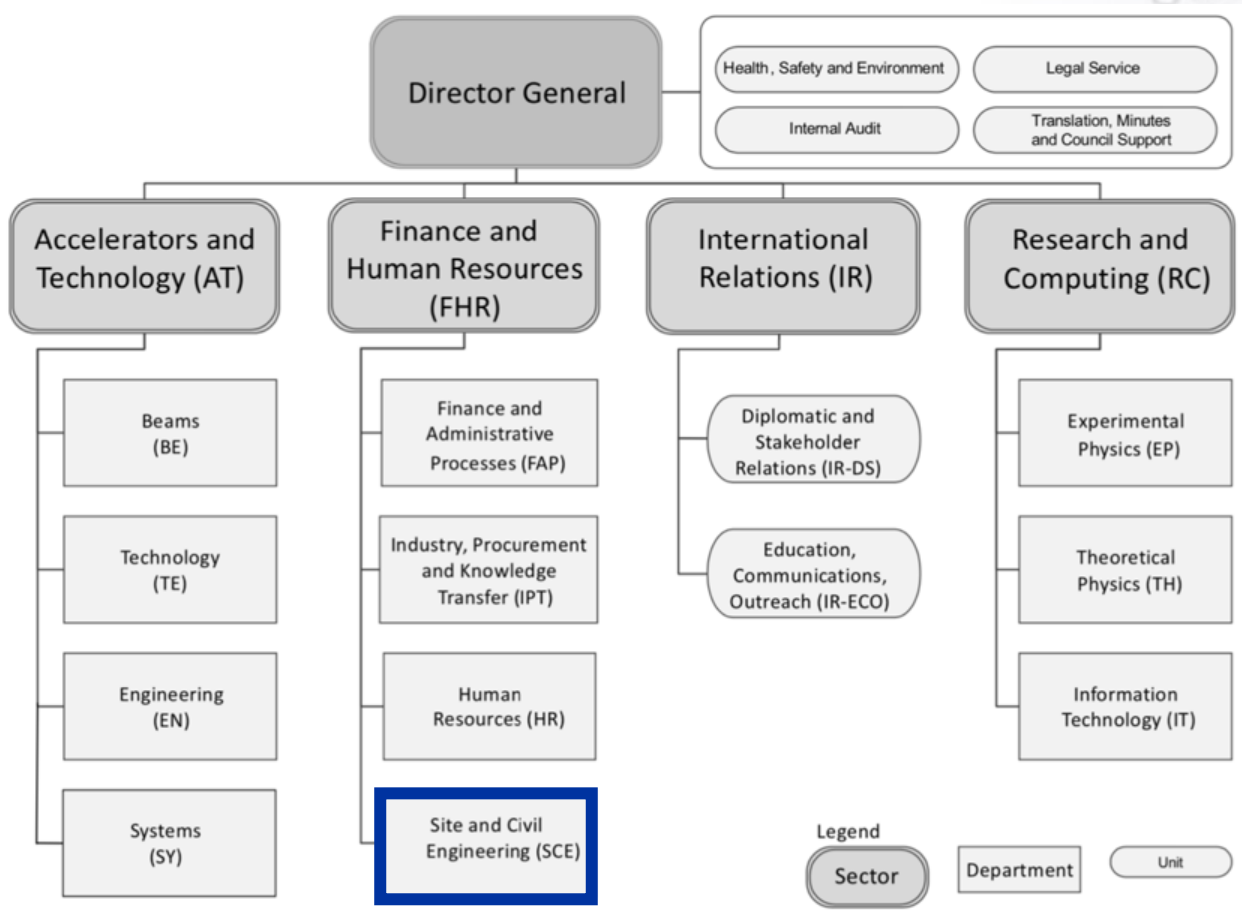 Director General
Health, Safety and Environment
Legal Service
Internal Audit
Translation, Minutes
and Council Support
Accelerators and
Technology (AT)
Finance and
Human Resources
(FHR)
International
Relations (IR)
Research and
Computing (RC)
Beams
(BE)
Technology
(TE)
Engineering
(EN)
Systems
(SY)
Finance and
Administrative
Processes (FAP)
Industry, Procurement
and Knowledge
Transfer (IPT)
Human
Resources (HR)
Site and Civil
Engineering (SCE)
Diplomatic and
Stakeholder
Relations (IR-DS)
Education,
Communications,
Outreach (IR-ECO)
Experimental
Physics (EP)
Theoretical
Physics (TH)
Information
Technology (IT)
Legend
Sector
Department
Unit